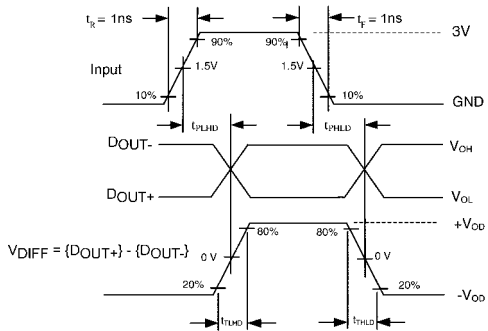 tR = 1ns
tF = 1ns
90%
90%
3V
Input
1.5V
1.5V
10%
10%
GND
tPLHD
tPHLD
DOUT-
VOH
DOUT+
VOL
+VOD
80%
80%
VDIFF = {DOUT+} - {DOUT-}
0 V
0 V
20%
20%
-VOD
tTLHD
tTHLD